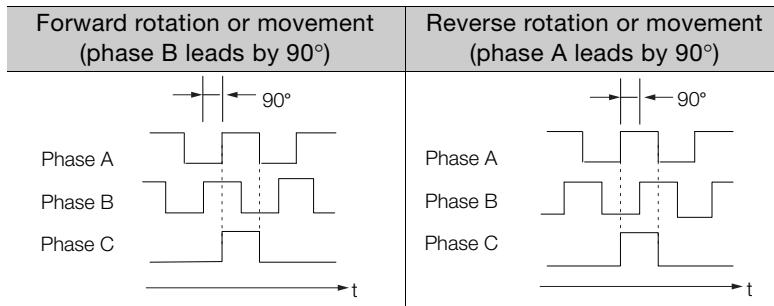 Forward rotation or movement
(phase B leads by 90°)
Reverse rotation or movement
(phase A leads by 90°)
90°
Phase A
Phase B
Phase C
t
90°
Phase A
Phase B
Phase C
t